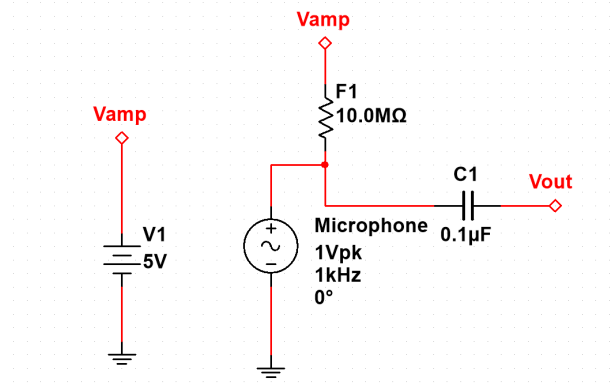 Vamp
Vamp
F1
10.0MΩ
C1
0.1µF
Vout
V1
5V
Microphone
1Vpk
1kHz
0°